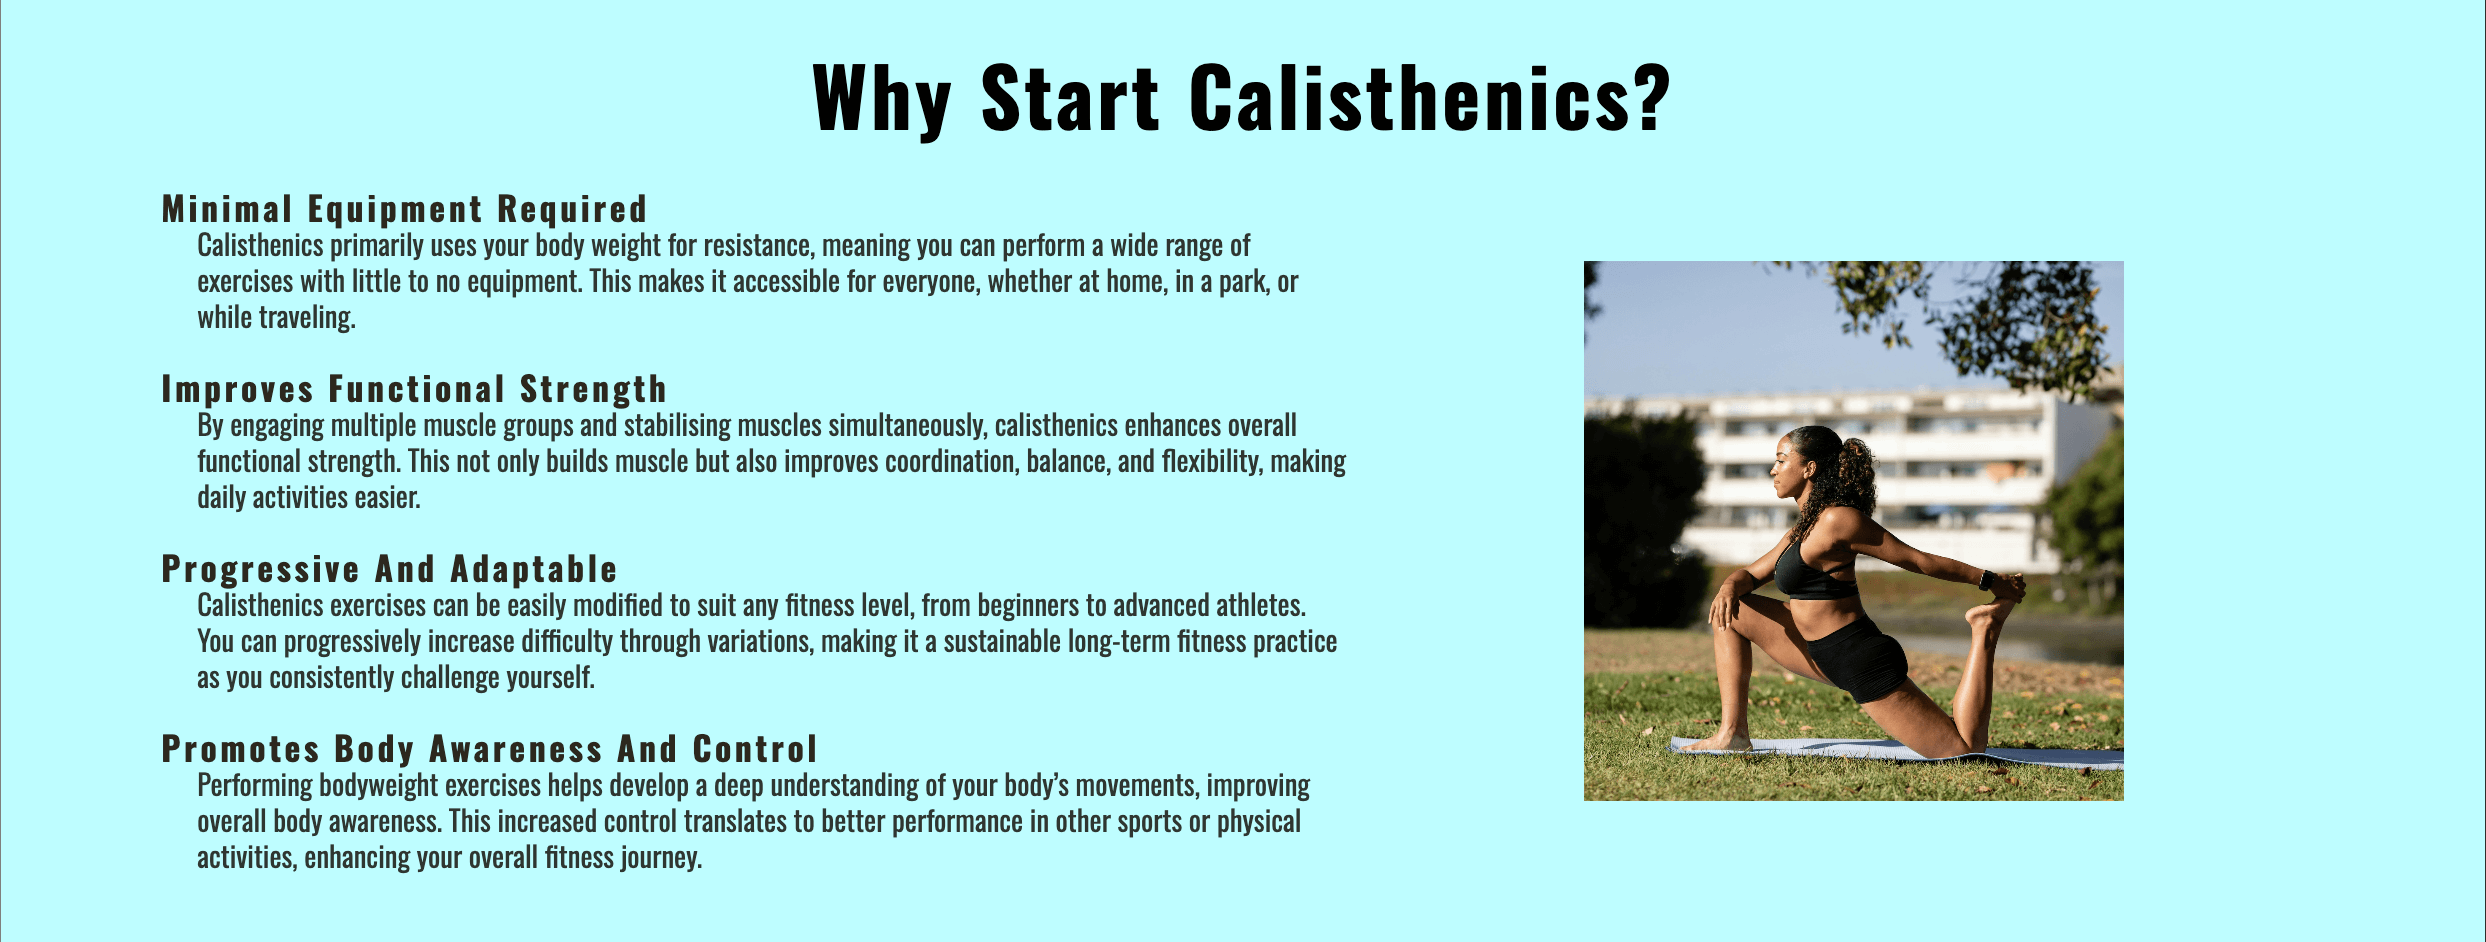 Why Start Calisthenics?
Minimal Equipment Required
Calisthenics primarily uses your body weight for resistance, meaning you can perform a wide range of
exercises with little to no equipment. This makes it accessible for everyone, whether at home, in a park, or
while traveling.
Improves Functional Strength
By engaging multiple muscle groups and stabilising muscles simultaneously, calisthenics enhances overall
functional strength. This not only builds muscle but also improves coordination, balance, and flexibility, making
daily activities easier.
Progressive And Adaptable
Calisthenics exercises can be easily modified to suit any fitness level, from beginners to advanced athletes.
You can progressively increase difficulty through variations, making it a sustainable long-term fitness practice
as you consistently challenge yourself.
Promotes Body Awareness And Control
Performing bodyweight exercises helps develop a deep understanding of your body’s movements, improving
overall body awareness. This increased control translates to better performance in other sports or physical
activities, enhancing your overall fitness journey.